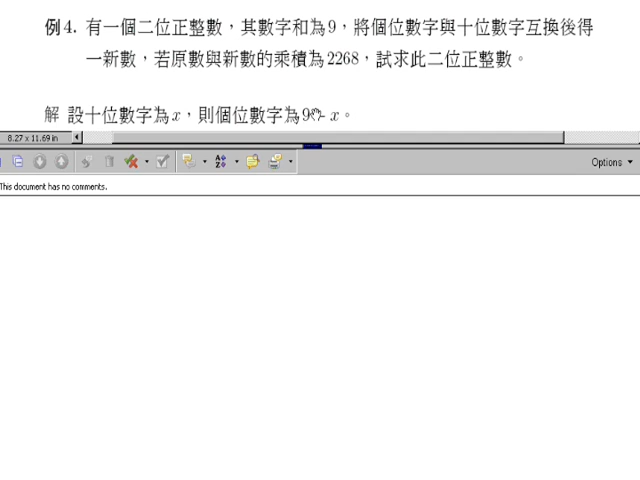 例4. 有一個二位正整數，其數字和為9，將個位數字與十位數字互換後得
一新數，若原數與新數的乘積為2268，試求此二位正整數。
解 設十位數字為x，則個位數字為9 - x。
8.27 x 11.69 in
Options
This document has no comments.